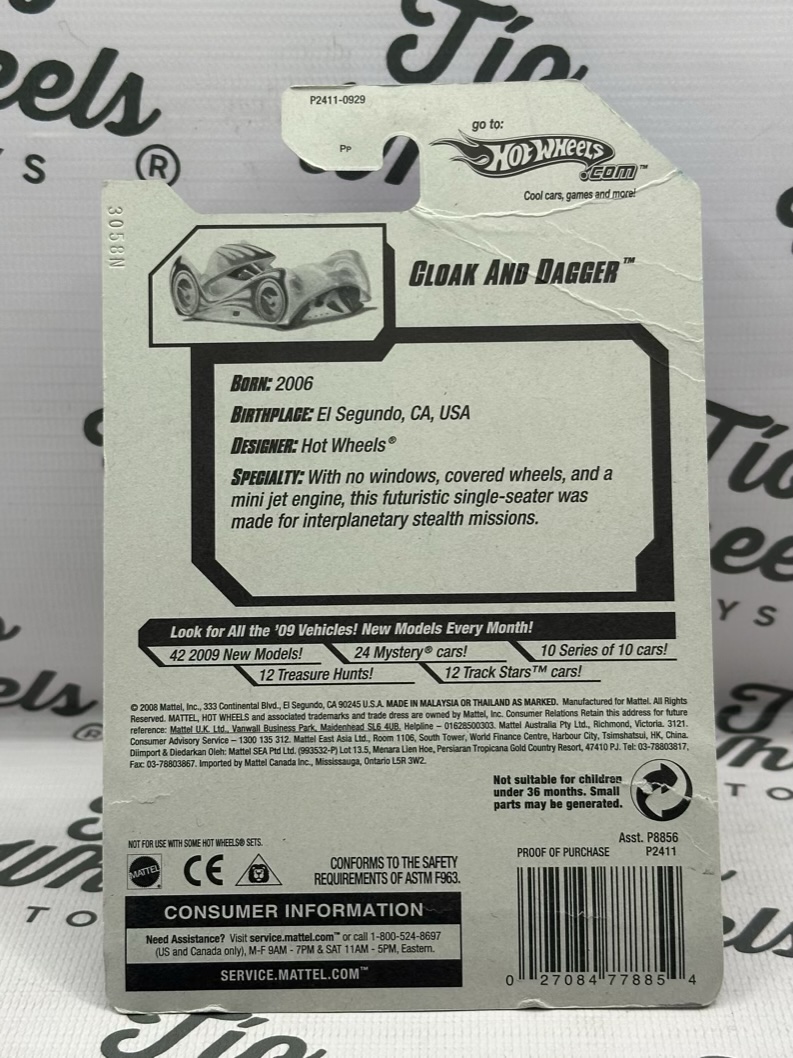 P2411-0929
PP
go to:
HOT WHEELS
.COM™
Cool cars, games and more!
3058N
CLOAK AND DAGGER™
BORN: 2006
BIRTHPLACE: El Segundo, CA, USA
DESIGNER: Hot Wheels®
SPECIALTY: With no windows, covered wheels, and a
mini jet engine, this futuristic single-seater was
made for interplanetary stealth missions.
Look for All the '09 Vehicles! New Models Every Month!
42 2009 New Models! 24 Mystery® cars! 10 Series of 10 cars!
12 Treasure Hunts! 12 Track Stars™ cars!
© 2008 Mattel, Inc., 333 Continental Blvd., El Segundo, CA 90245 U.S.A. MADE IN MALAYSIA OR THAILAND AS MARKED. Manufactured for Mattel. All Rights
Reserved. MATTEL, HOT WHEELS and associated trademarks and trade dress are owned by Mattel, Inc. Consumer Relations Retain this address for future
reference: Mattel U.K. Ltd., Vanwall Business Park, Maidenhead SL6 4UB. Helpline – 01628500303. Mattel Australia Pty Ltd., Richmond, Victoria. 3121.
Consumer Advisory Service – 1300 135 312. Mattel East Asia Ltd., Room 1106, South Tower, World Finance Centre, Harbour City, Tsimshatsui, HK, China.
Diimport & Diedarkan Oleh: Mattel SEA Ptd Ltd. (993532-P) Lot 13.5, Menara Lien Hoe, Persiaran Tropicana Gold Country Resort, 47410 PJ. Tel: 03-78803817,
Fax: 03-78803867. Imported by Mattel Canada Inc., Mississauga, Ontario L5R 3W2.
Not suitable for children
under 36 months. Small
parts may be generated.
Asst. P8856
PROOF OF PURCHASE P2411
NOT FOR USE WITH SOME HOT WHEELS® SETS.
MATTEL CE
CONFORMS TO THE SAFETY
REQUIREMENTS OF ASTM F963.
CONSUMER INFORMATION
Need Assistance? Visit service.mattel.com™ or call 1-800-524-8697
(US and Canada only), M-F 9AM - 7PM & SAT 11AM - 5PM, Eastern.
SERVICE.MATTEL.COM™
0 27084 77885 4